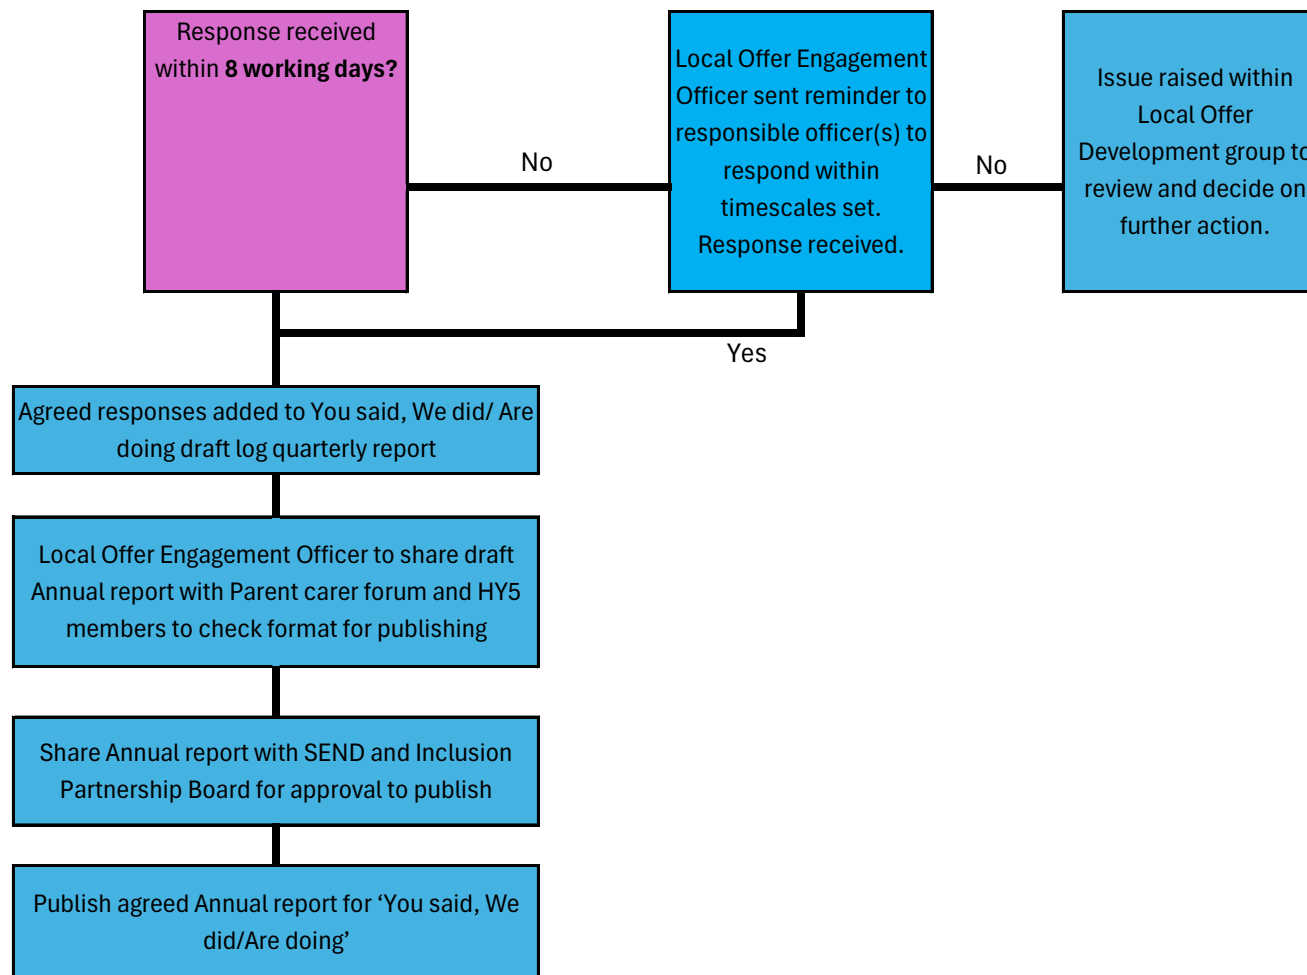 Response received
within 8 working days?
No
Local Offer Engagement
Officer sent reminder to
responsible officer(s) to
respond within
timescales set.
Response received.
No
Issue raised within
Local Offer
Development group to
review and decide on
further action.
Yes
Agreed responses added to You said, We did/ Are
doing draft log quarterly report
Local Offer Engagement Officer to share draft
Annual report with Parent carer forum and HY5
members to check format for publishing
Share Annual report with SEND and Inclusion
Partnership Board for approval to publish
Publish agreed Annual report for ‘You said, We
did/Are doing’